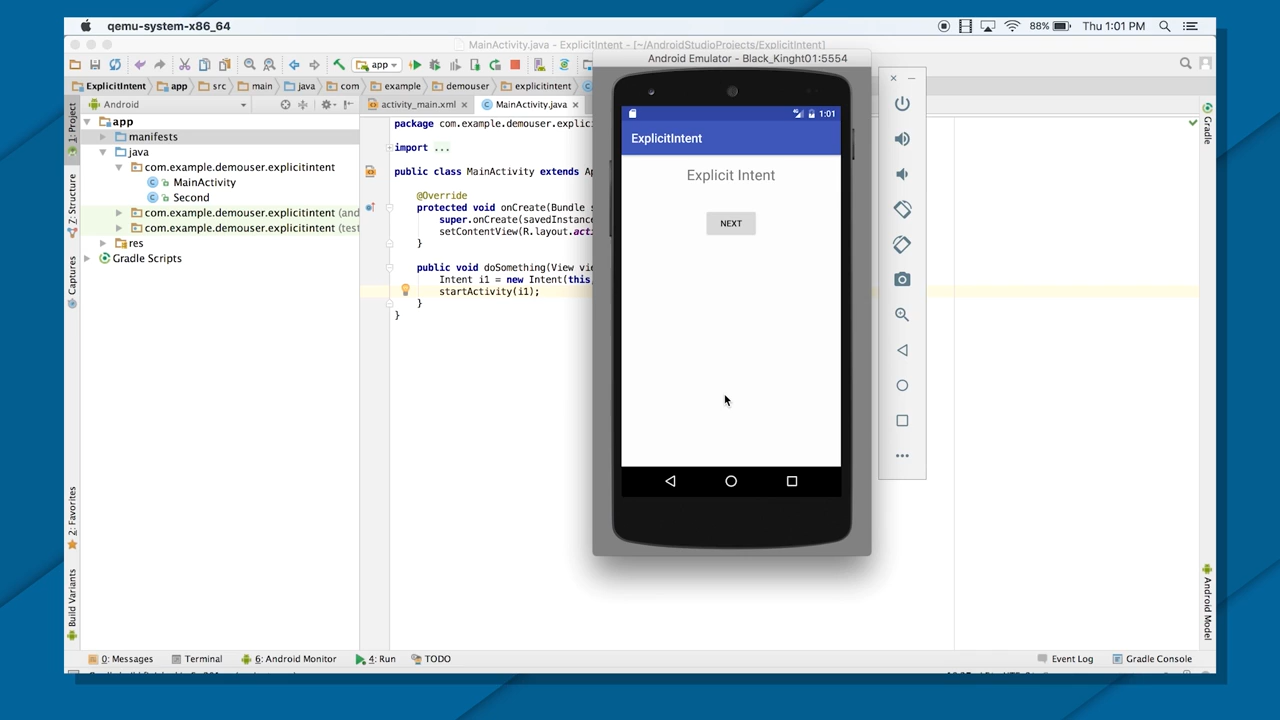 qemu-system-x86_64
88%
Thu 1:01 PM
MainActivity.java - ExplicitIntent - [~/AndroidStudioProjects/ExplicitIntent]
Android Emulator - Black_Kinght01:5554
app
ExplicitIntent
app
src
main
java
com
example
demouser
explicitintent
1: Project
Android
activity_main.xml
MainActivity.java
Gradle
app
manifests
java
com.example.demouser.explicitintent
MainActivity
Second
com.example.demouser.explicitintent (and
com.example.demouser.explicitintent (test
res
Gradle Scripts
7: Structure
Captures
2: Favorites
Build Variants
package com.example.demouser.explic
import ...
public class MainActivity extends Ap
@Override
protected void onCreate(Bundle s
super.onCreate(savedInstanc
setContentView(R.layout.acti
}
public void doSomething(View vie
Intent i1 = new Intent(this,
startActivity(i1);
}
}
1:01
ExplicitIntent
Explicit Intent
NEXT
Android Model
0: Messages
Terminal
6: Android Monitor
4: Run
TODO
Event Log
Gradle Console